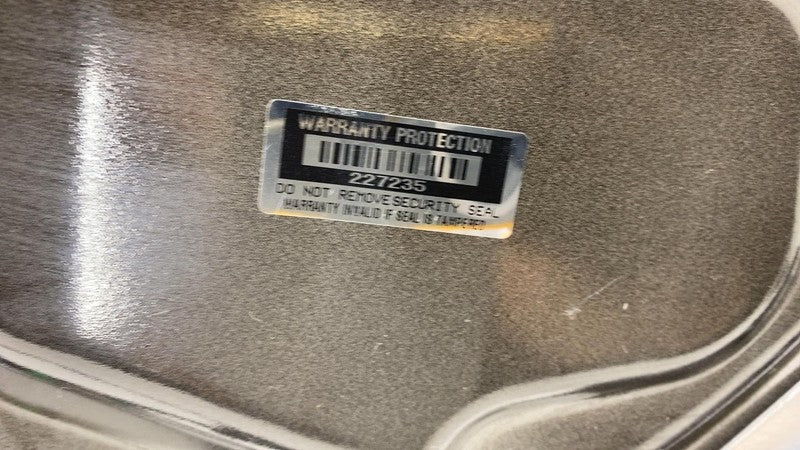 WARRANTY PROTECTION
227235
DO NOT REMOVE SECURITY SEAL
WARRANTY INVALID IF SEAL IS TAMPERED